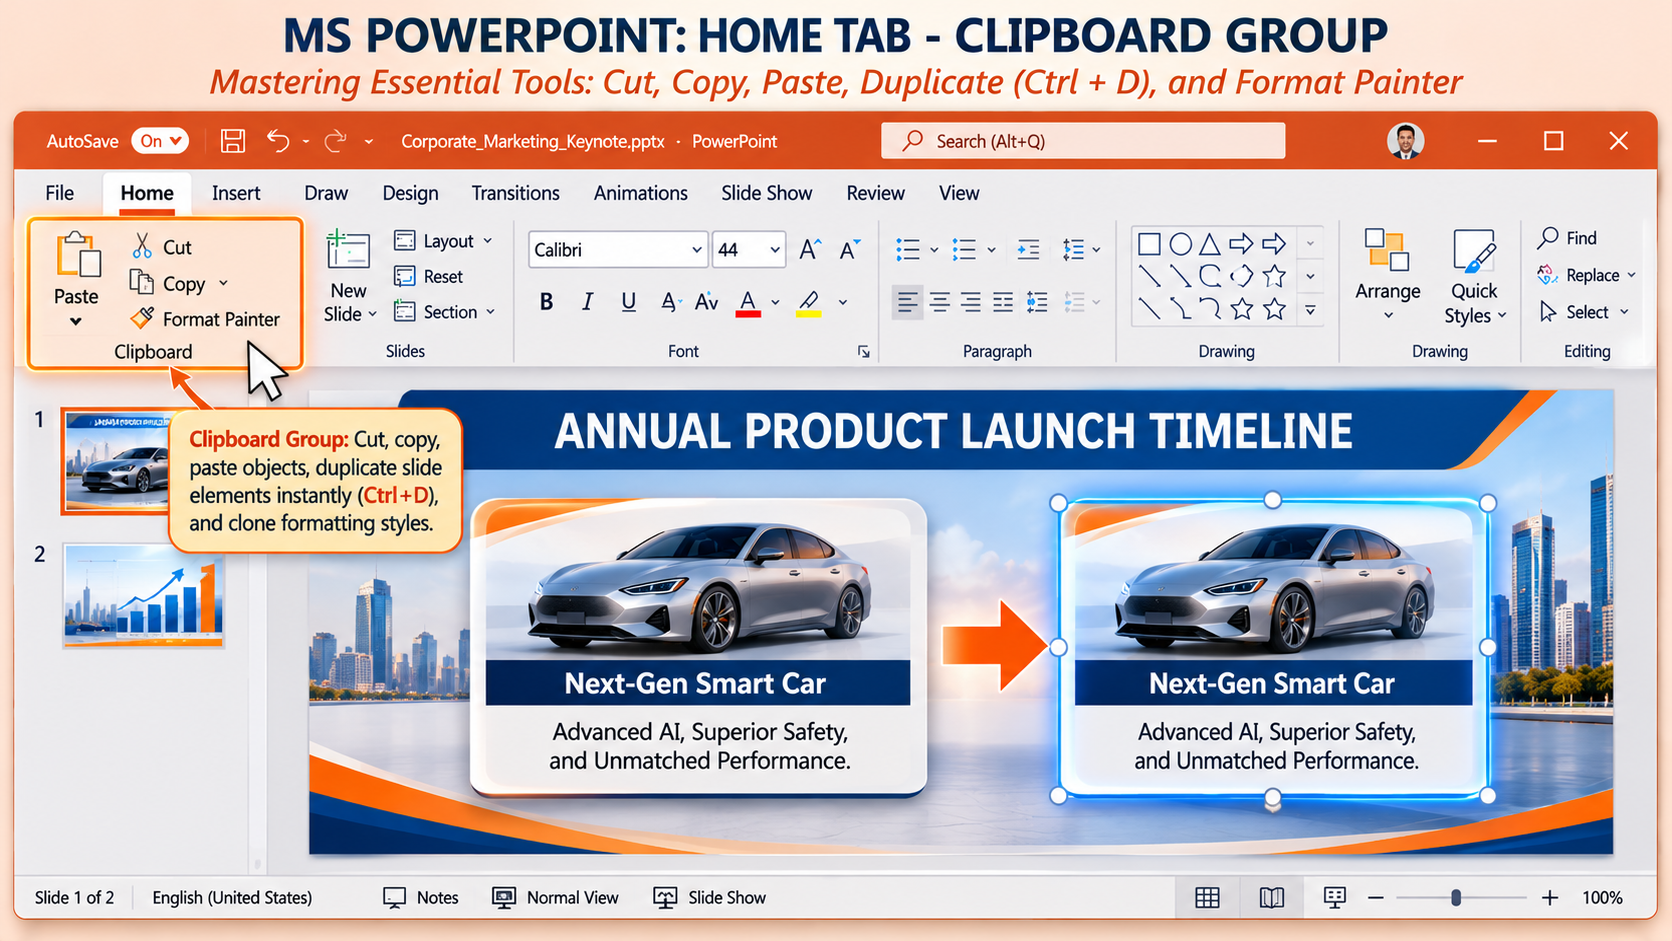 MS POWERPOINT: HOME TAB - CLIPBOARD GROUP
Mastering Essential Tools: Cut, Copy, Paste, Duplicate (Ctrl + D), and Format Painter
AutoSave On Corporate_Marketing_Keynote.pptx · PowerPoint Search (Alt+Q)
File Home Insert Draw Design Transitions Animations Slide Show Review View
Paste
Cut
Copy
Format Painter
Clipboard
New
Slide
Layout
Reset
Section
Slides
Calibri 44
B I U Av A
Font
Paragraph
Drawing
Arrange
Quick
Styles
Drawing
Find
Replace
Select
Editing
1
2
Clipboard Group: Cut, copy,
paste objects, duplicate slide
elements instantly (Ctrl+D),
and clone formatting styles.
ANNUAL PRODUCT LAUNCH TIMELINE
Next-Gen Smart Car
Advanced AI, Superior Safety,
and Unmatched Performance.
Next-Gen Smart Car
Advanced AI, Superior Safety,
and Unmatched Performance.
Slide 1 of 2 English (United States) Notes Normal View Slide Show 100%